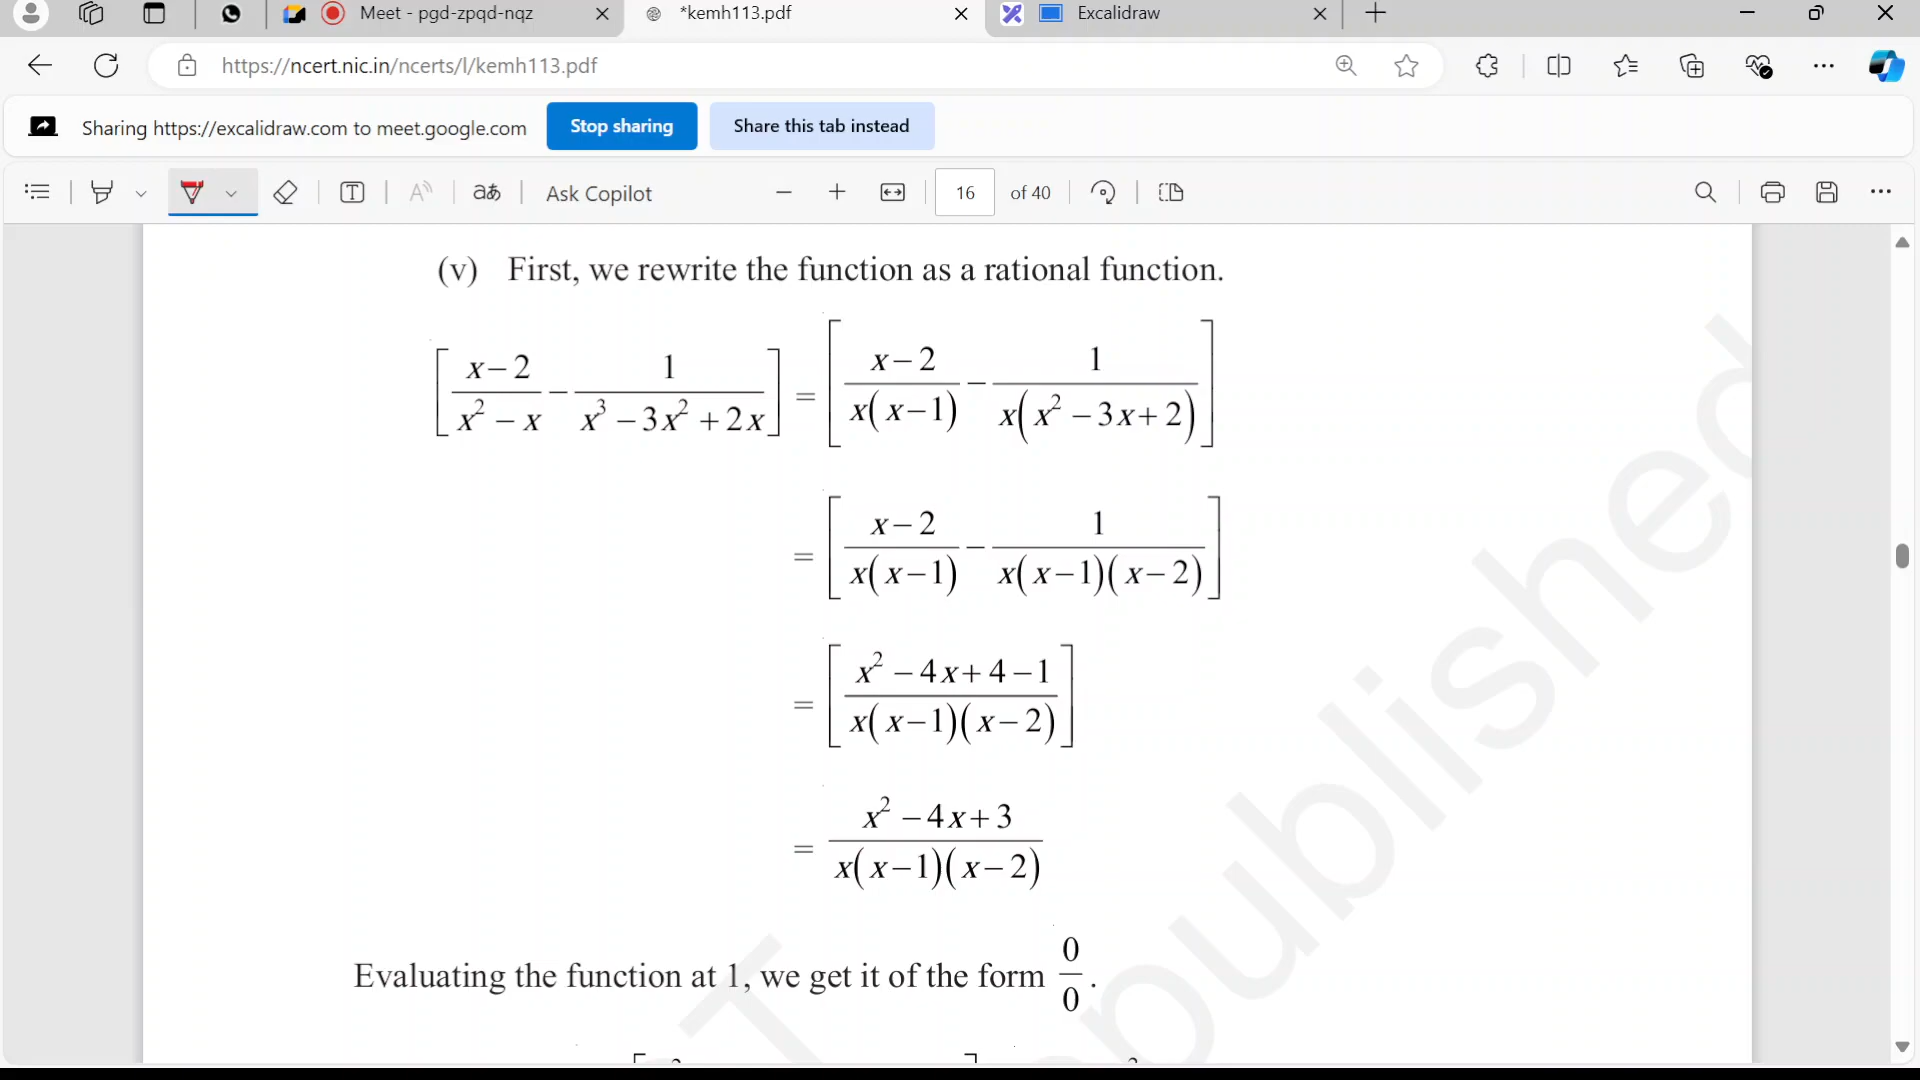 Meet - pgd-zpqd-nqz
*kemh113.pdf
Excalidraw
https://ncert.nic.in/ncerts/l/kemh113.pdf
Sharing https://excalidraw.com to meet.google.com
Stop sharing
Share this tab instead
Ask Copilot
16 of 40
(v) First, we rewrite the function as a rational function.
[ (x – 2)/(x² – x) – 1/(x³ – 3x² + 2x) ] = [ (x – 2)/(x(x – 1)) – 1/(x(x² – 3x + 2)) ]
= [ (x – 2)/(x(x – 1)) – 1/(x(x – 1)(x – 2)) ]
= [ (x² – 4x + 4 – 1)/(x(x – 1)(x – 2)) ]
= (x² – 4x + 3)/(x(x – 1)(x – 2))
Evaluating the function at 1, we get it of the form 0/0.
published